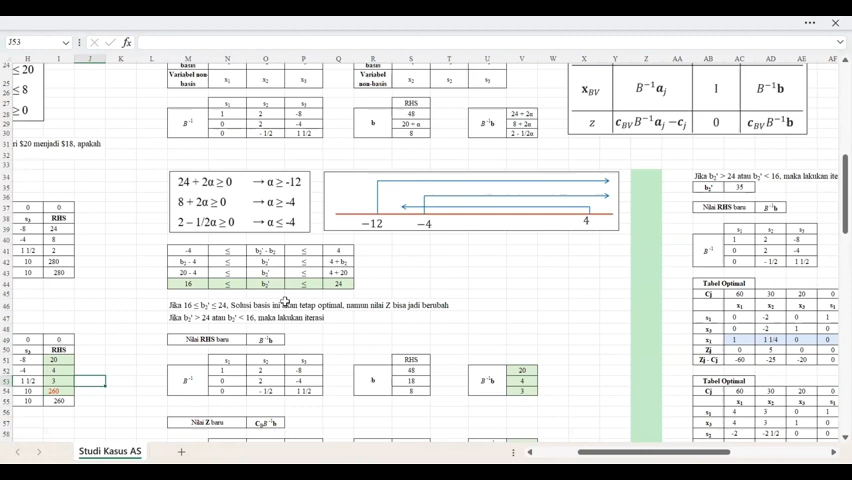 J53
fx
H I J K L M N O P Q R S T U V W X Y Z AA AB AC AD AE AF
≤ 20
≤ 8
≥ 0
ri $20 menjadi $18, apakah
basis
Variabel non-basis x₁ x₂ s₃
basis
Variabel non-basis x₁ x₂ s₃
x_BV B⁻¹aⱼ I B⁻¹b
z c_BV B⁻¹aⱼ − cⱼ 0 c_BV B⁻¹b
s₁ s₂ s₃
B⁻¹
1 2 -8
0 2 -4
0 - 1/2 1 1/2
RHS
b
48
20 + α
8
B⁻¹b
24 + 2α
8 + 2α
2 - 1/2α
24 + 2α ≥ 0 → α ≥ -12
8 + 2α ≥ 0 → α ≥ -4
2 − 1/2α ≥ 0 → α ≤ -4
−12 −4 4
-4 ≤ b₂' - b₂ ≤ 4
b₂ - 4 ≤ b₂' ≤ 4 + b₂
20 - 4 ≤ b₂' ≤ 4 + 20
16 ≤ b₂' ≤ 24
Jika 16 ≤ b₂' ≤ 24, Solusi basis ini akan tetap optimal, namun nilai Z bisa jadi berubah
Jika b₂' > 24 atau b₂' < 16, maka lakukan iterasi
Nilai RHS baru B⁻¹b
s₁ s₂ s₃
B⁻¹
1 2 -8
0 2 -4
0 - 1/2 1 1/2
RHS
b
48
18
8
B⁻¹b
20
4
3
Nilai Z baru C_bB⁻¹b
0 0
s₃ RHS
-8 24
-4 8
1 1/2 2
10 280
10 280
0 0
s₃ RHS
-8 20
-4 4
1 1/2 3
10 260
10 260
Jika b₂' > 24 atau b₂' < 16, maka lakukan ite
b₂' 35
Nilai RHS baru B⁻¹b
s₁ s₂ s₃
B⁻¹
1 2 -8
0 2 -4
0 - 1/2 1 1/2
Tabel Optimal
Cj 60 30 20 0
x₁ x₂ x₃ s₁
s₁ 0 -2 0 1
x₃ 0 -2 1 0
x₁ 1 1 1/4 0 0
Zj 0 5 0 0
Zj - Cj -60 -25 -20 0
Tabel Optimal
Cj 60 30 20 0
x₁ x₂ x₃ s₁
s₁ 4 3 0 1
x₃ 4 3 1 0
s₂ -2 -2 1/2 0 0
Studi Kasus AS